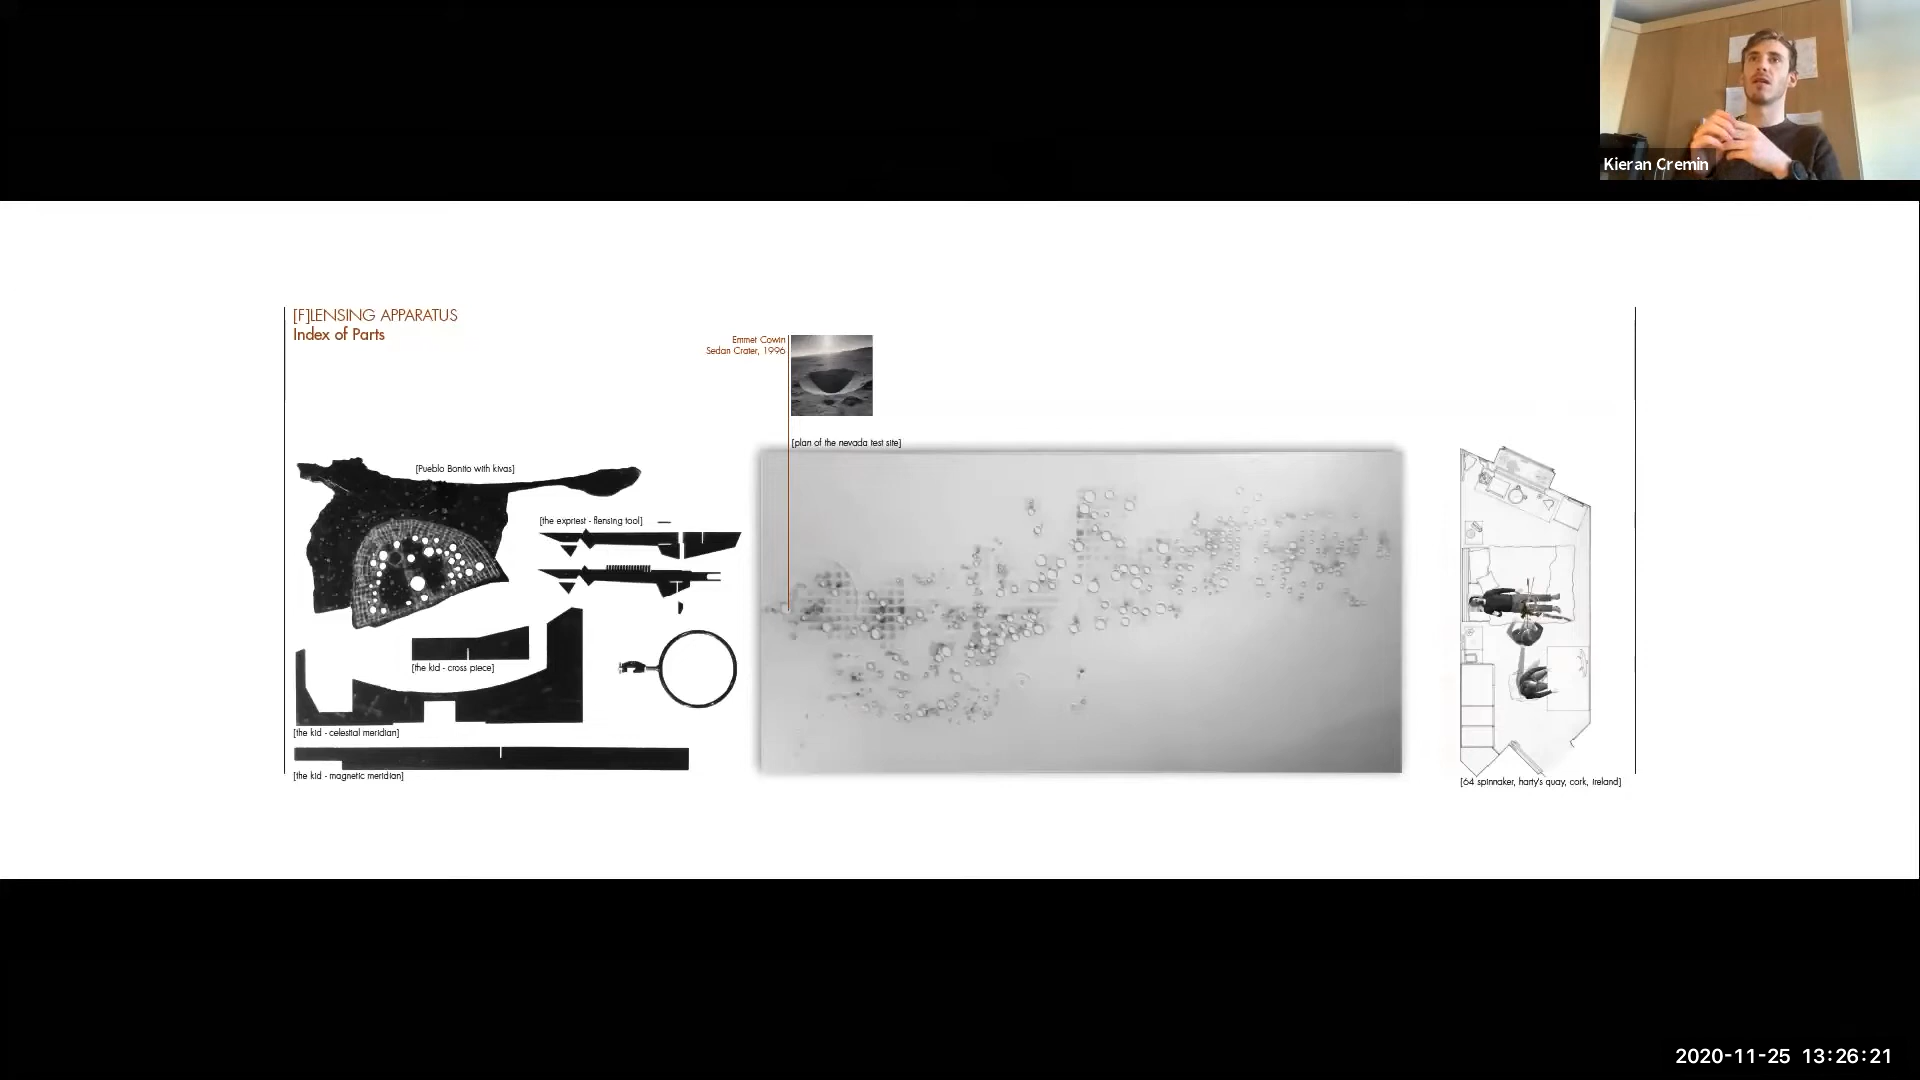 Kieran Cremin
[F]LENSING APPARATUS
Index of Parts
Emmet Gowin
Sedan Crater, 1996
[plan of the nevada test site]
[Pueblo Bonito with kivas]
[the expriest - flensing tool]
[the kid - cross piece]
[the kid - celestial meridian]
[the kid - magnetic meridian]
[64 spinnaker, harty's quay, cork, ireland]
2020-11-25 13:26:21